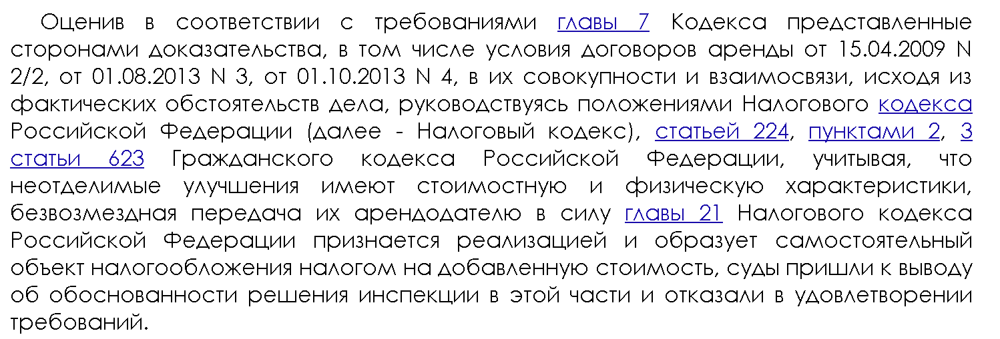 Оценив в соответствии с требованиями главы 7 Кодекса представленные
сторонами доказательства, в том числе условия договоров аренды от 15.04.2009 N
2/2, от 01.08.2013 N 3, от 01.10.2013 N 4, в их совокупности и взаимосвязи, исходя из
фактических обстоятельств дела, руководствуясь положениями Налогового кодекса
Российской Федерации (далее - Налоговый кодекс), статьей 224, пунктами 2, 3
статьи 623 Гражданского кодекса Российской Федерации, учитывая, что
неотделимые улучшения имеют стоимостную и физическую характеристики,
безвозмездная передача их арендодателю в силу главы 21 Налогового кодекса
Российской Федерации признается реализацией и образует самостоятельный
объект налогообложения налогом на добавленную стоимость, суды пришли к выводу
об обоснованности решения инспекции в этой части и отказали в удовлетворении
требований.